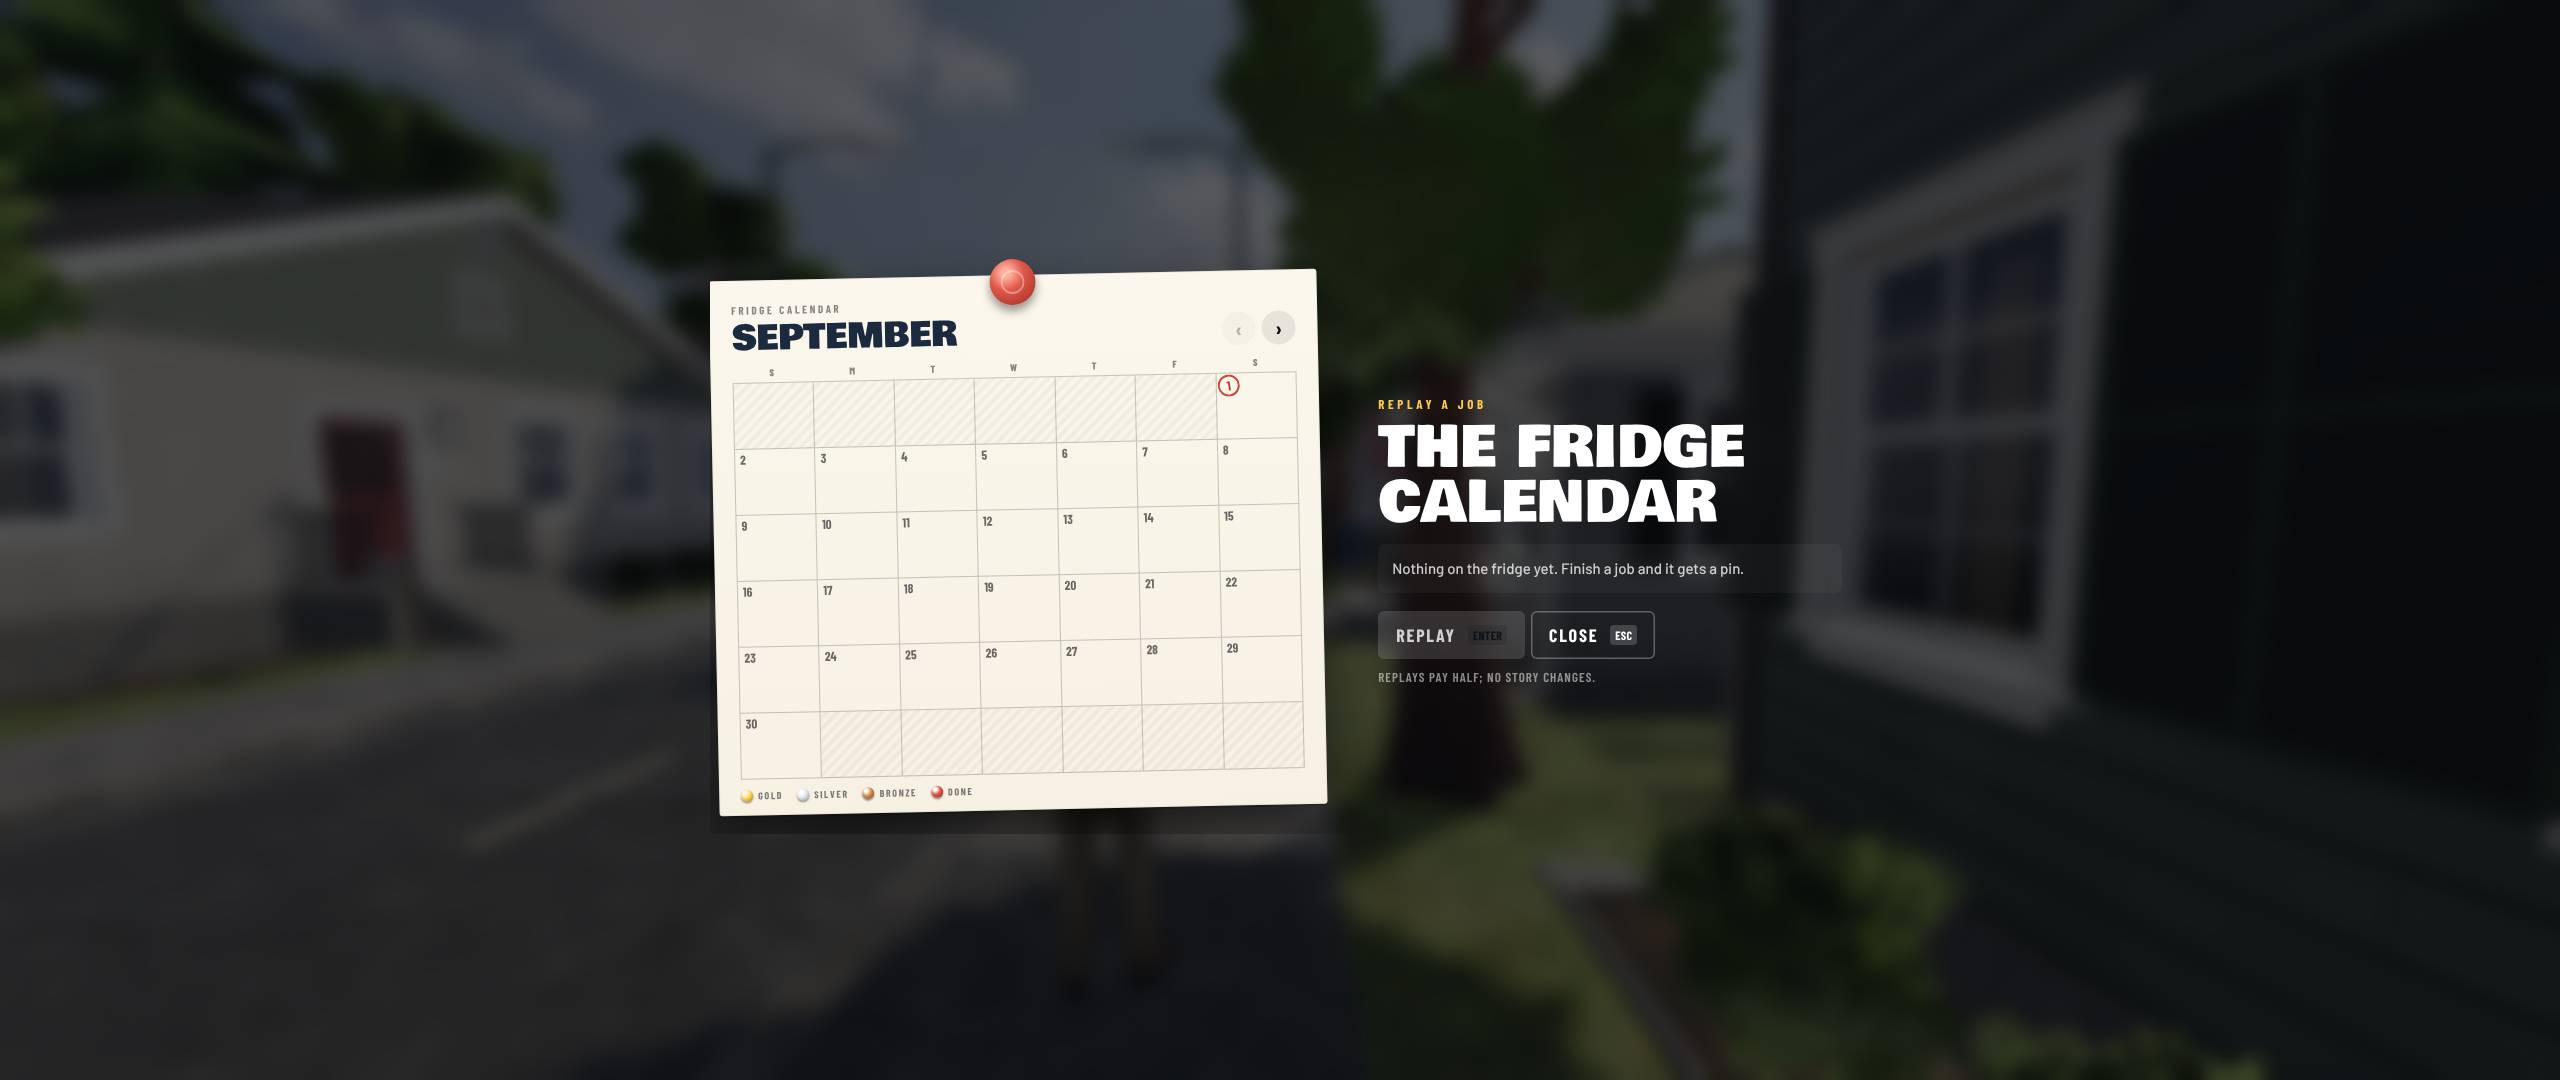 FRIDGE CALENDAR
SEPTEMBER
‹ ›
S M T W T F S
1
2 3 4 5 6 7 8
9 10 11 12 13 14 15
16 17 18 19 20 21 22
23 24 25 26 27 28 29
30
GOLD SILVER BRONZE DONE
REPLAY A JOB
THE FRIDGE
CALENDAR
Nothing on the fridge yet. Finish a job and it gets a pin.
REPLAY ENTER CLOSE ESC
REPLAYS PAY HALF; NO STORY CHANGES.